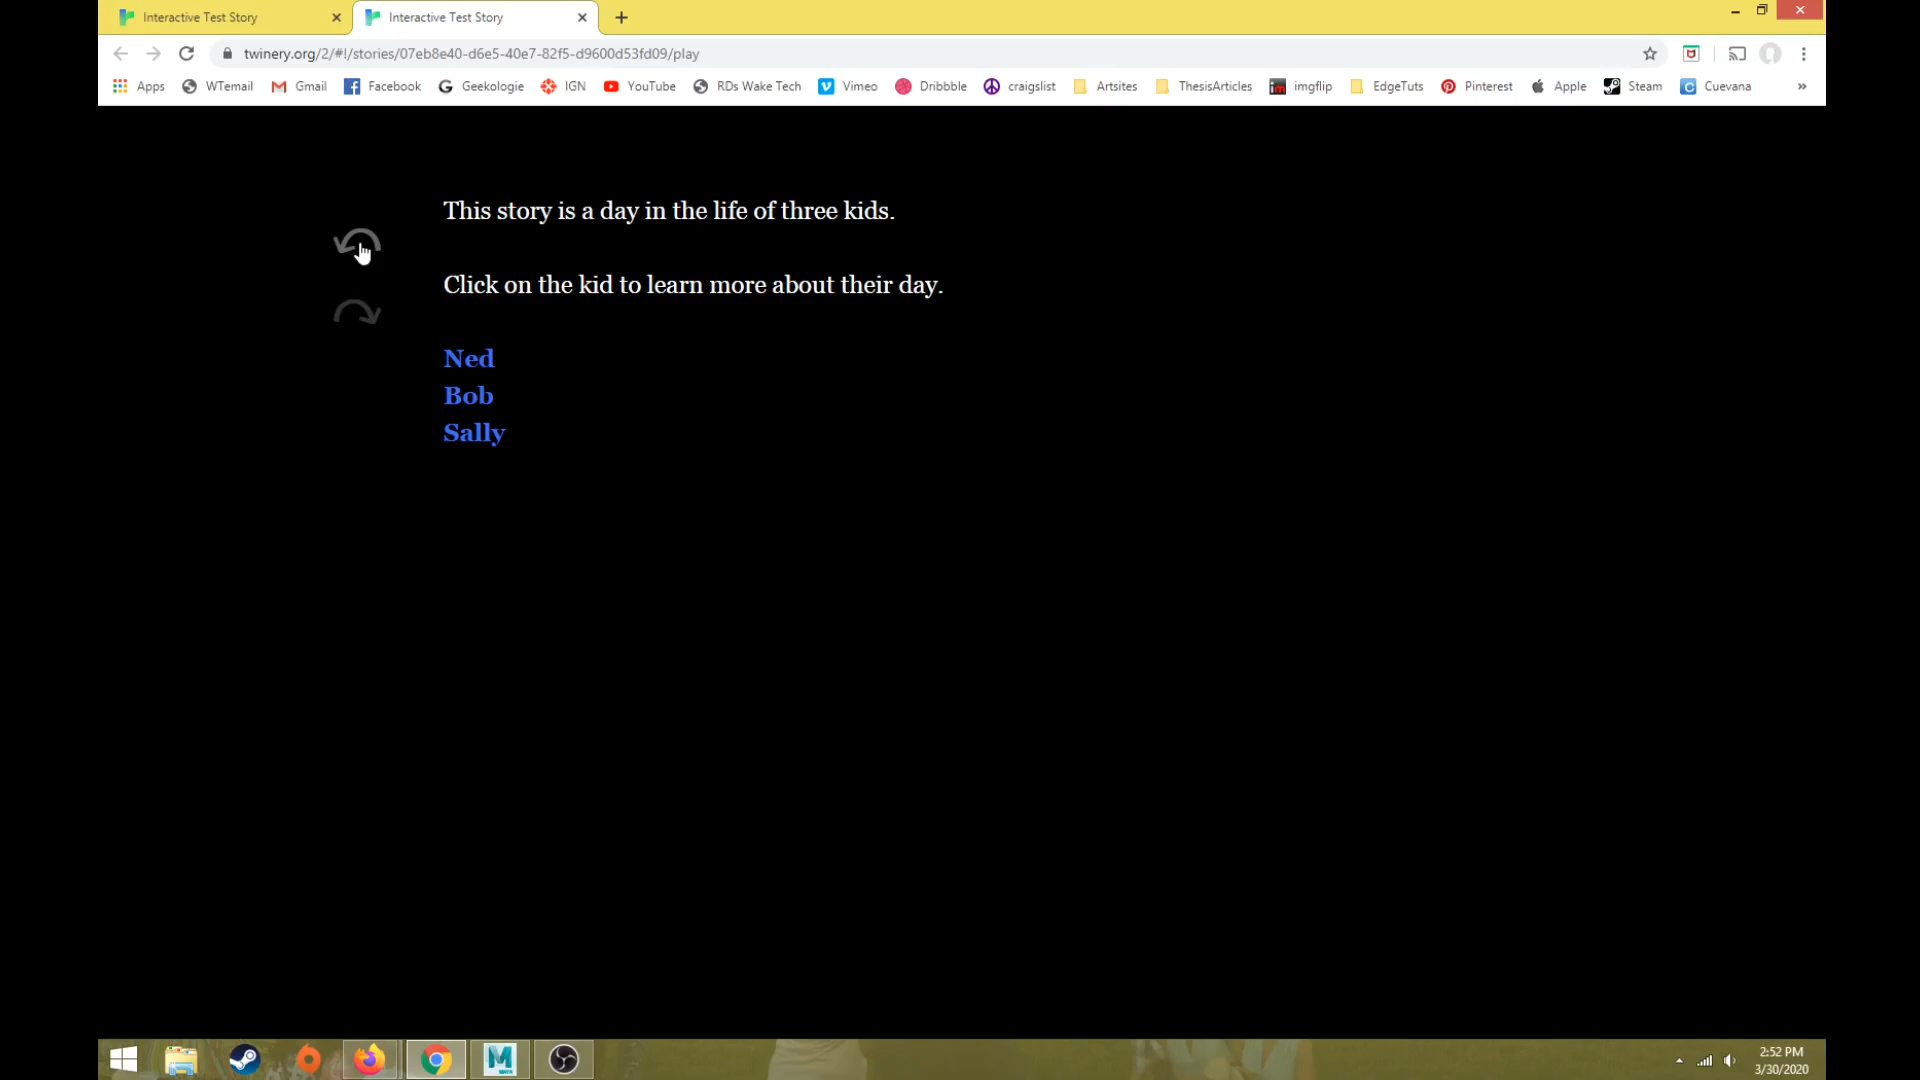 Interactive Test Story
Interactive Test Story
twinery.org/2/#!/stories/07eb8e40-d6e5-40e7-82f5-d9600d53fd09/play
Apps WTemail Gmail Facebook Geekologie IGN YouTube RDs Wake Tech Vimeo Dribbble craigslist Artsites ThesisArticles imgflip EdgeTuts Pinterest Apple Steam Cuevana »
This story is a day in the life of three kids.
Click on the kid to learn more about their day.
Ned
Bob
Sally
2:52 PM
3/30/2020